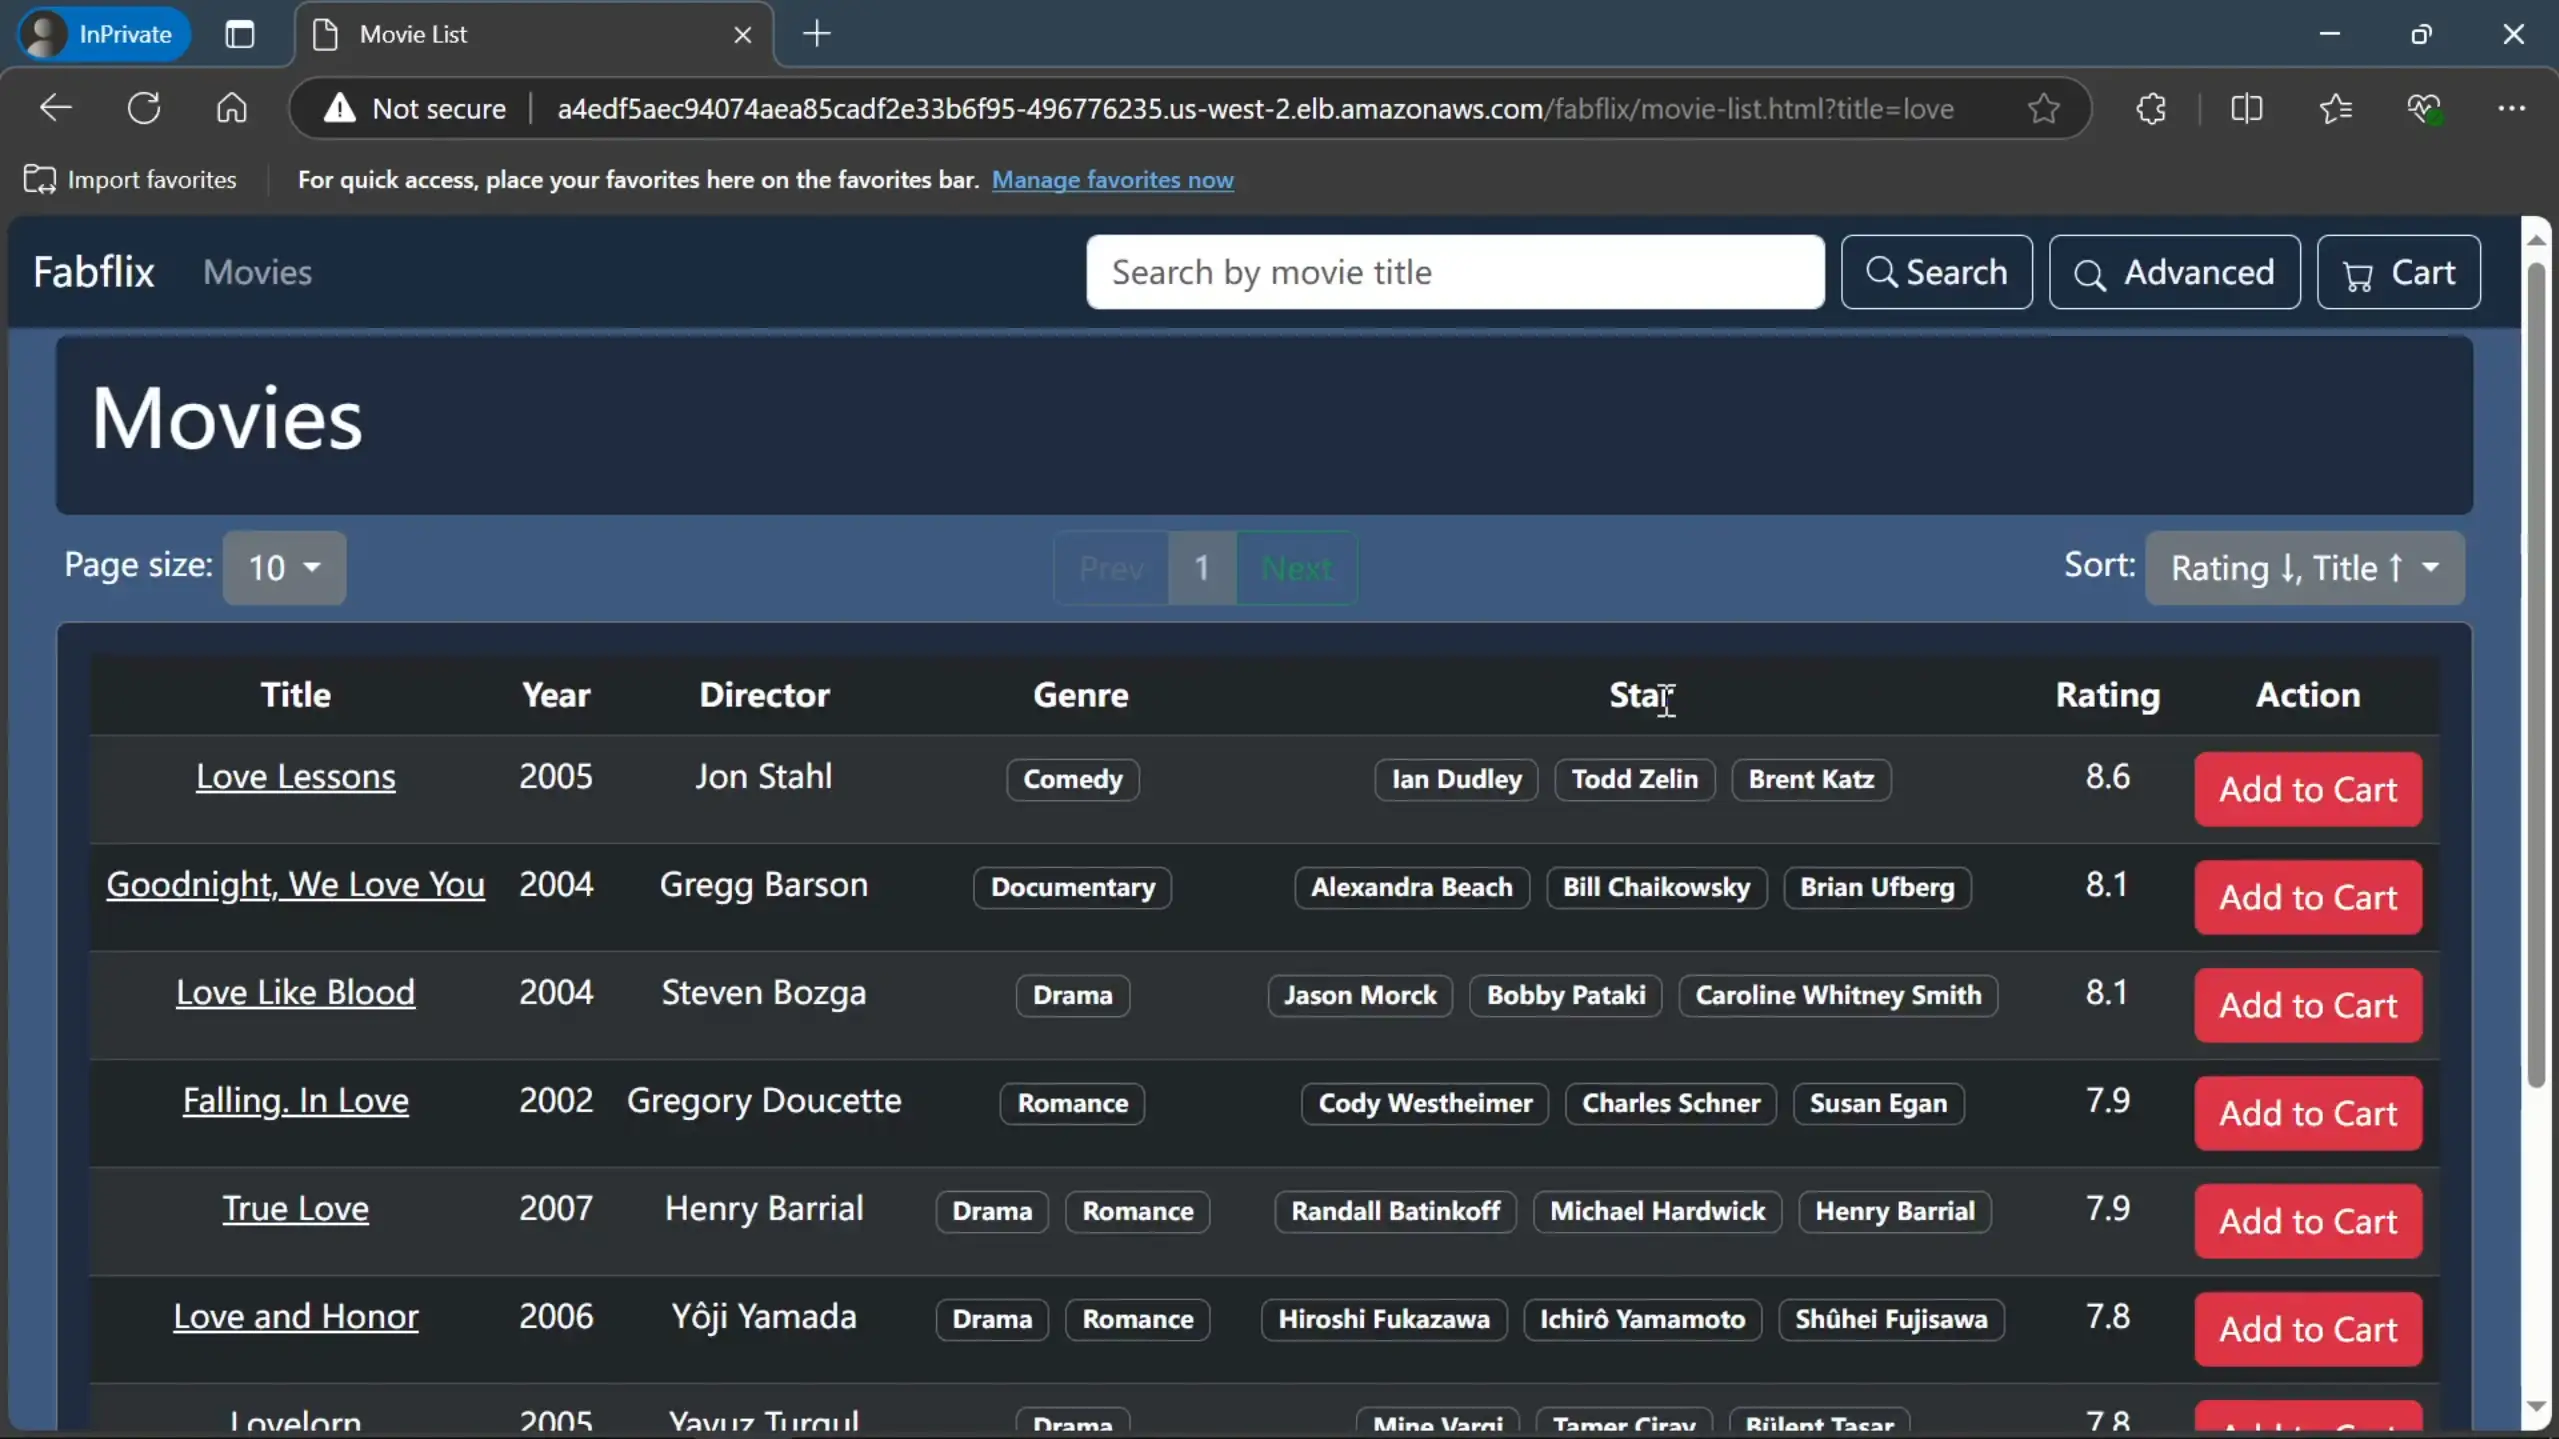 InPrivate Movie List
Not secure a4edf5aec94074aea85cadf2e33b6f95-496776235.us-west-2.elb.amazonaws.com/fabflix/movie-list.html?title=love
Import favorites For quick access, place your favorites here on the favorites bar. Manage favorites now
Fabflix Movies Search by movie title Search Advanced Cart
Movies
Page size: 10 Prev 1 Next Sort: Rating ↓, Title ↑
Title Year Director Genre Star Rating Action
Love Lessons 2005 Jon Stahl Comedy Ian Dudley Todd Zelin Brent Katz 8.6 Add to Cart
Goodnight, We Love You 2004 Gregg Barson Documentary Alexandra Beach Bill Chaikowsky Brian Ufberg 8.1 Add to Cart
Love Like Blood 2004 Steven Bozga Drama Jason Morck Bobby Pataki Caroline Whitney Smith 8.1 Add to Cart
Falling. In Love 2002 Gregory Doucette Romance Cody Westheimer Charles Schner Susan Egan 7.9 Add to Cart
True Love 2007 Henry Barrial Drama Romance Randall Batinkoff Michael Hardwick Henry Barrial 7.9 Add to Cart
Love and Honor 2006 Yôji Yamada Drama Romance Hiroshi Fukazawa Ichirô Yamamoto Shûhei Fujisawa 7.8 Add to Cart
Lovelorn 2005 Yavuz Turgul Drama Mine Vargi Tamer Ciray Bülent Tasar 7.8